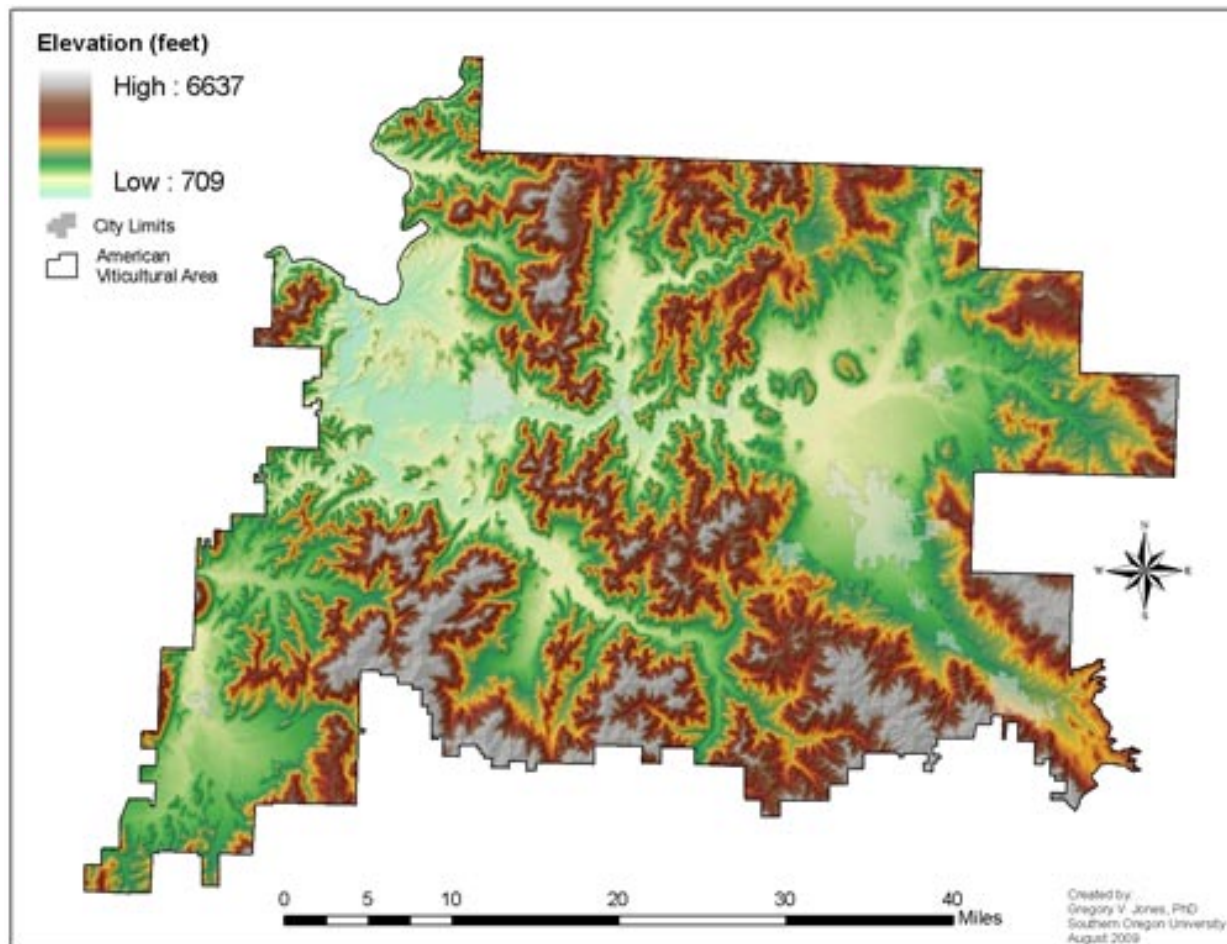 Elevation (feet)
High : 6637
Low : 709
City Limits
American
Viticultural Area
N
W
E
S
0
5
10
20
30
40
Miles
Created by:
Gregory V. Jones, PhD
Southern Oregon University
August 2009